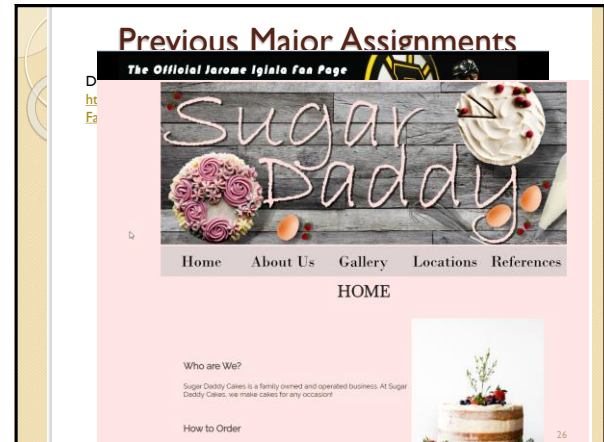 Previous Major Assignments
The Official Jarome Iginla Fan Page
D
ht
Fa
Sugar
Daddy
Home About Us Gallery Locations References
HOME
Who are We?
Sugar Daddy Cakes is a family owned and operated business. At Sugar
Daddy Cakes, we make cakes for any occasion!
How to Order
26